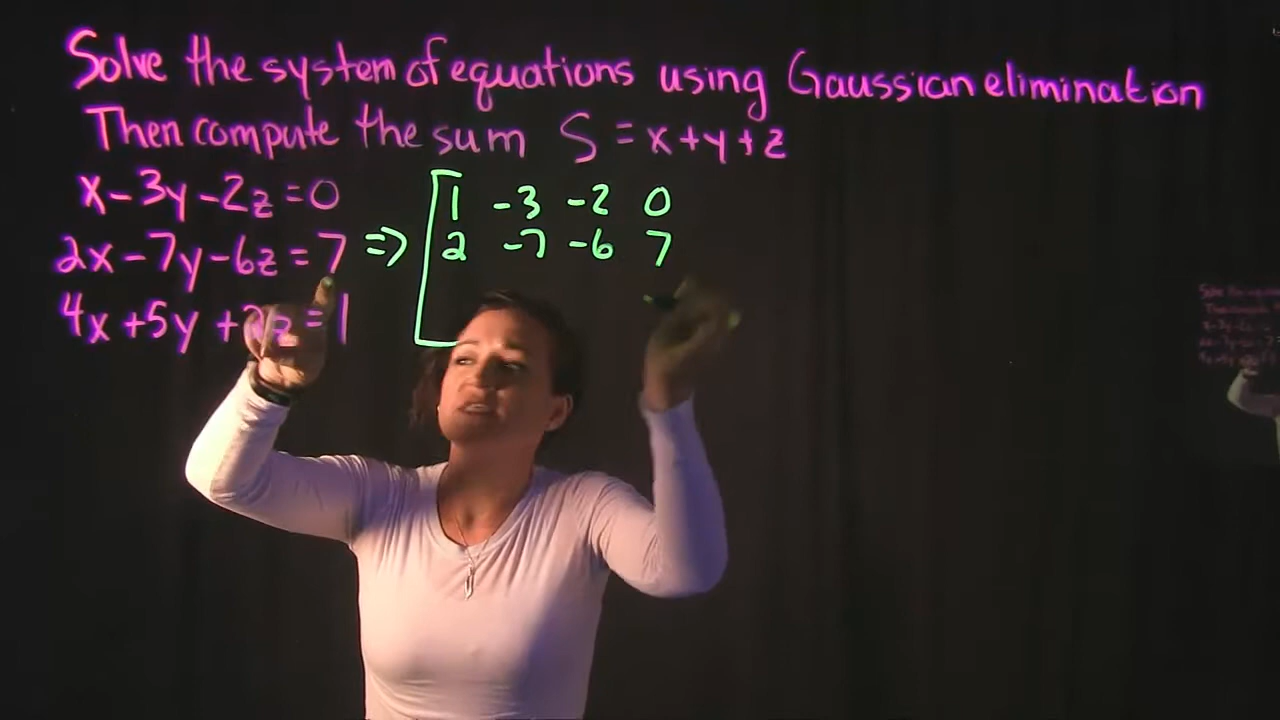 Solve the system of equations using Gaussian elimination
Then compute the sum S = x+y+z
x-3y-2z=0
2x-7y-6z=7
4x+5y+2z=1
=> [1 -3 -2 0
2 -7 -6 7